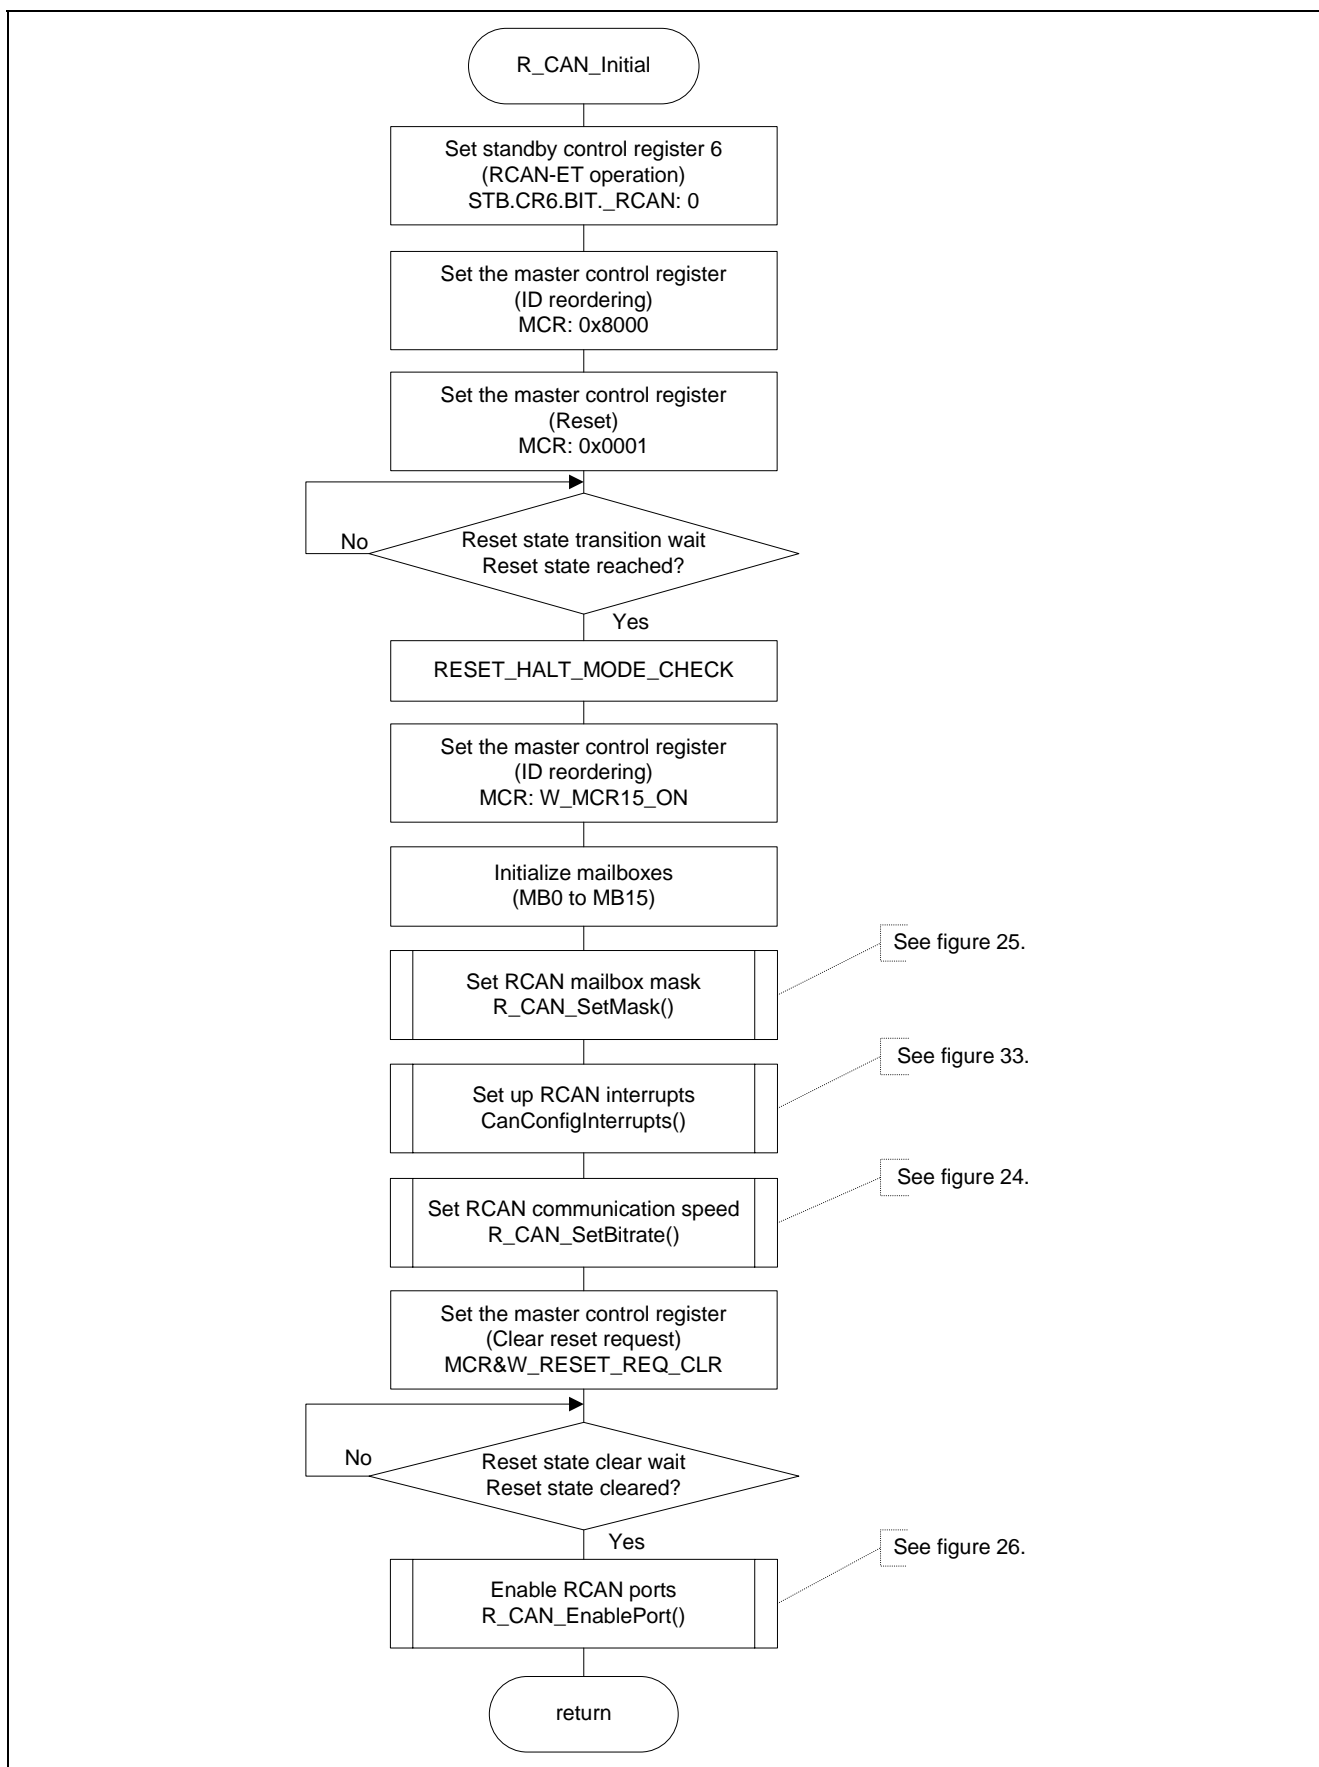 R_CAN_Initial
Set standby control register 6
(RCAN-ET operation)
STB.CR6.BIT._RCAN: 0
Set the master control register
(ID reordering)
MCR: 0x8000
Set the master control register
(Reset)
MCR: 0x0001
No
Reset state transition wait
Reset state reached?
Yes
RESET_HALT_MODE_CHECK
Set the master control register
(ID reordering)
MCR: W_MCR15_ON
Initialize mailboxes
(MB0 to MB15)
See figure 25.
Set RCAN mailbox mask
R_CAN_SetMask()
See figure 33.
Set up RCAN interrupts
CanConfigInterrupts()
See figure 24.
Set RCAN communication speed
R_CAN_SetBitrate()
Set the master control register
(Clear reset request)
MCR&W_RESET_REQ_CLR
No
Reset state clear wait
Reset state cleared?
Yes
See figure 26.
Enable RCAN ports
R_CAN_EnablePort()
return